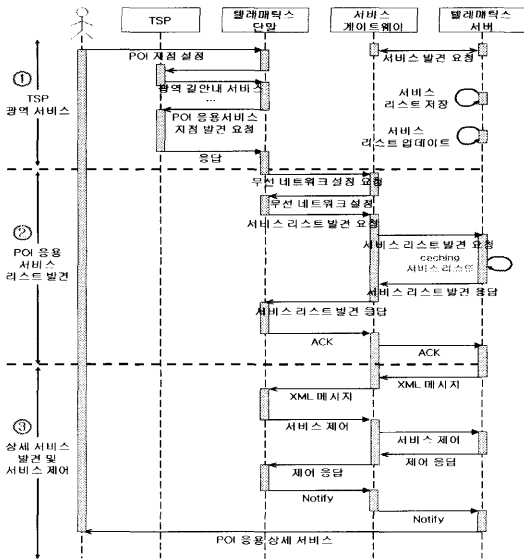 TSP
텔래매틱스
단말
서비스
게이트웨이
텔레매틱스
서버
POI 지점 설정
서비스 발견 요청
①
TSP
광역 서비스
광역 길안내 서비스
...
서비스
리스트 저장
POI 응용서비스
지점 발견 요청
서비스
리스트 업데이트
응답
무선 네트워크 설정 요청
무선 네트워크 설정
서비스 리스트 발견 요청
②
POI 응용
서비스
리스트 발견
서비스 리스트 발견 요청
caching
서비스 리스트
서비스 리스트 발견 응답
서비스 리스트 발견 응답
ACK
ACK
XML 메시지
XML 메시지
③
상세 서비스
발견 및
서비스 제어
서비스 제어
서비스 제어
제어 응답
제어 응답
Notify
Notify
POI 응용 상세 서비스